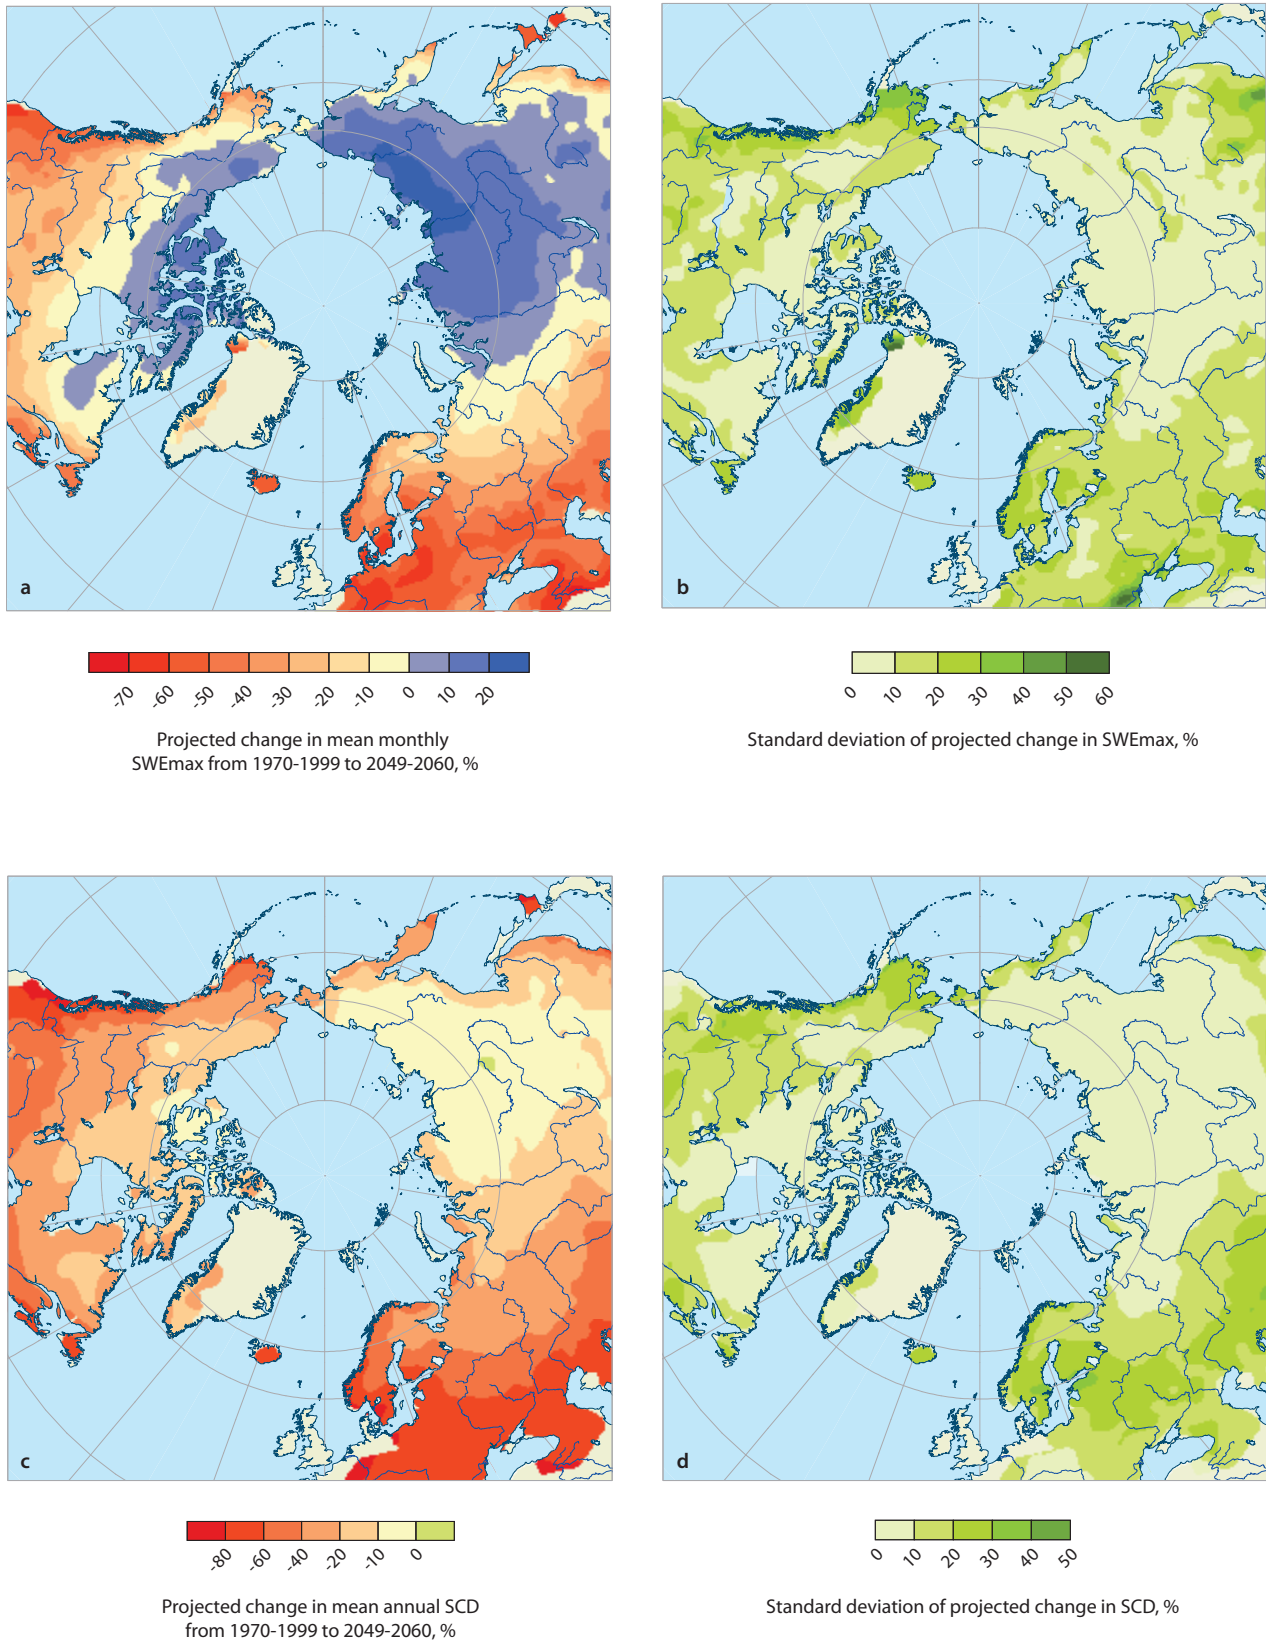 a
b
-70 -60 -50 -40 -30 -20 -10 0 10 20
0 10 20 30 40 50 60
Projected change in mean monthly
SWEmax from 1970-1999 to 2049-2060, %
Standard deviation of projected change in SWEmax, %
c
d
-80 -60 -40 -20 -10 0
0 10 20 30 40 50
Projected change in mean annual SCD
from 1970-1999 to 2049-2060, %
Standard deviation of projected change in SCD, %